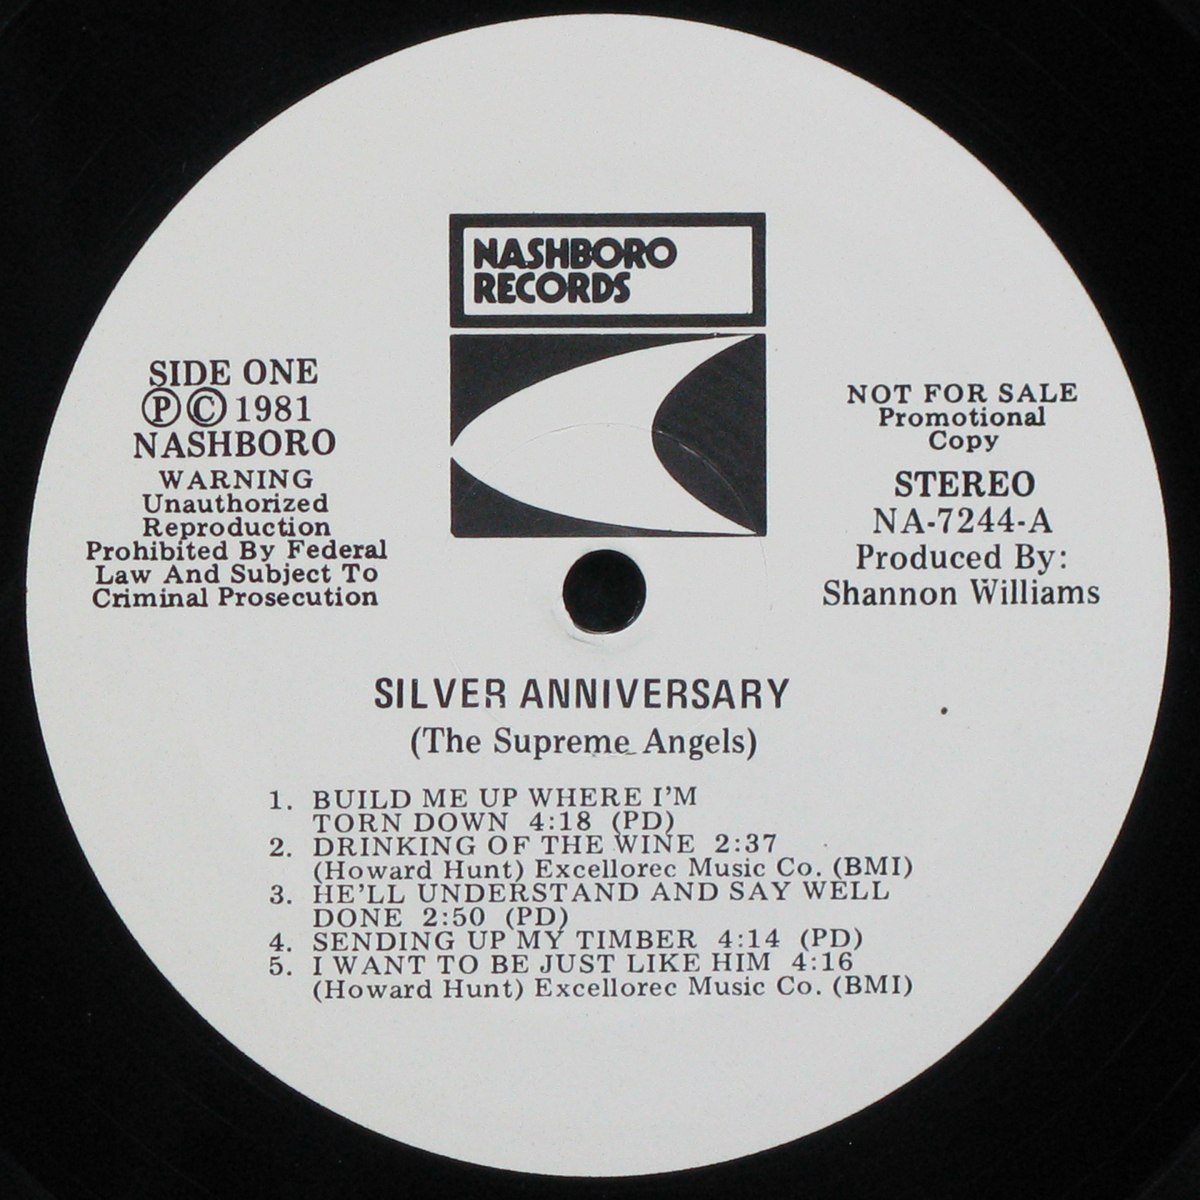 NASHBORO
RECORDS
SIDE ONE
Ⓟ © 1981
NASHBORO
WARNING
Unauthorized
Reproduction
Prohibited By Federal
Law And Subject To
Criminal Prosecution
NOT FOR SALE
Promotional
Copy
STEREO
NA-7244-A
Produced By:
Shannon Williams
SILVER ANNIVERSARY
(The Supreme Angels)
1. BUILD ME UP WHERE I'M
TORN DOWN 4:18 (PD)
2. DRINKING OF THE WINE 2:37
(Howard Hunt) Excellorec Music Co. (BMI)
3. HE'LL UNDERSTAND AND SAY WELL
DONE 2:50 (PD)
4. SENDING UP MY TIMBER 4:14 (PD)
5. I WANT TO BE JUST LIKE HIM 4:16
(Howard Hunt) Excellorec Music Co. (BMI)